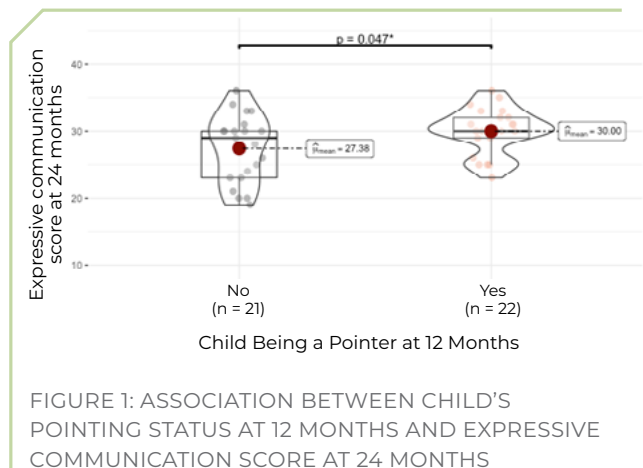 p = 0.047*
Expressive communication
score at 24 months
40
30
20
10
μ̂mean = 27.38
μ̂mean = 30.00
No
(n = 21)
Yes
(n = 22)
Child Being a Pointer at 12 Months
FIGURE 1: ASSOCIATION BETWEEN CHILD'S
POINTING STATUS AT 12 MONTHS AND EXPRESSIVE
COMMUNICATION SCORE AT 24 MONTHS